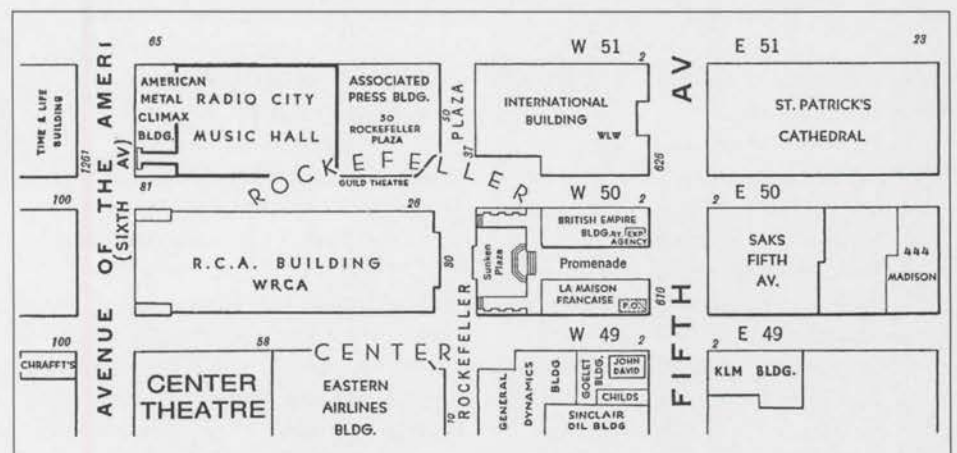 65
W 51
2
E 51
23
TIME & LIFE
BUILDING
AVENUE OF THE AMERI
(SIXTH AV)
1261
AMERICAN
METAL
CLIMAX
BLDG.
RADIO CITY
MUSIC HALL
ASSOCIATED
PRESS BLDG.
50
ROCKEFELLER
PLAZA
GUILD THEATRE
50
PLAZA
37
INTERNATIONAL
BUILDING
WLW
626
FIFTH AV
ST. PATRICK'S
CATHEDRAL
ROCKEFELLER
100
81
26
W 50
2
2
E 50
R.C.A. BUILDING
WRCA
30
Sunken
Plaza
BRITISH EMPIRE
BLDG.
RY. EXP
AGENCY
Promenade
LA MAISON
FRANCAISE
P.O.
610
SAKS
FIFTH
AV.
444
MADISON
100
58
CENTER
ROCKEFELLER
W 49
2
2
E 49
CHRAFFT'S
CENTER
THEATRE
EASTERN
AIRLINES
BLDG.
10
GENERAL
DYNAMICS
BLDG
GOELET
BLDG.
JOHN
DAVID
CHILDS
SINCLAIR
OIL BLDG
KLM BLDG.